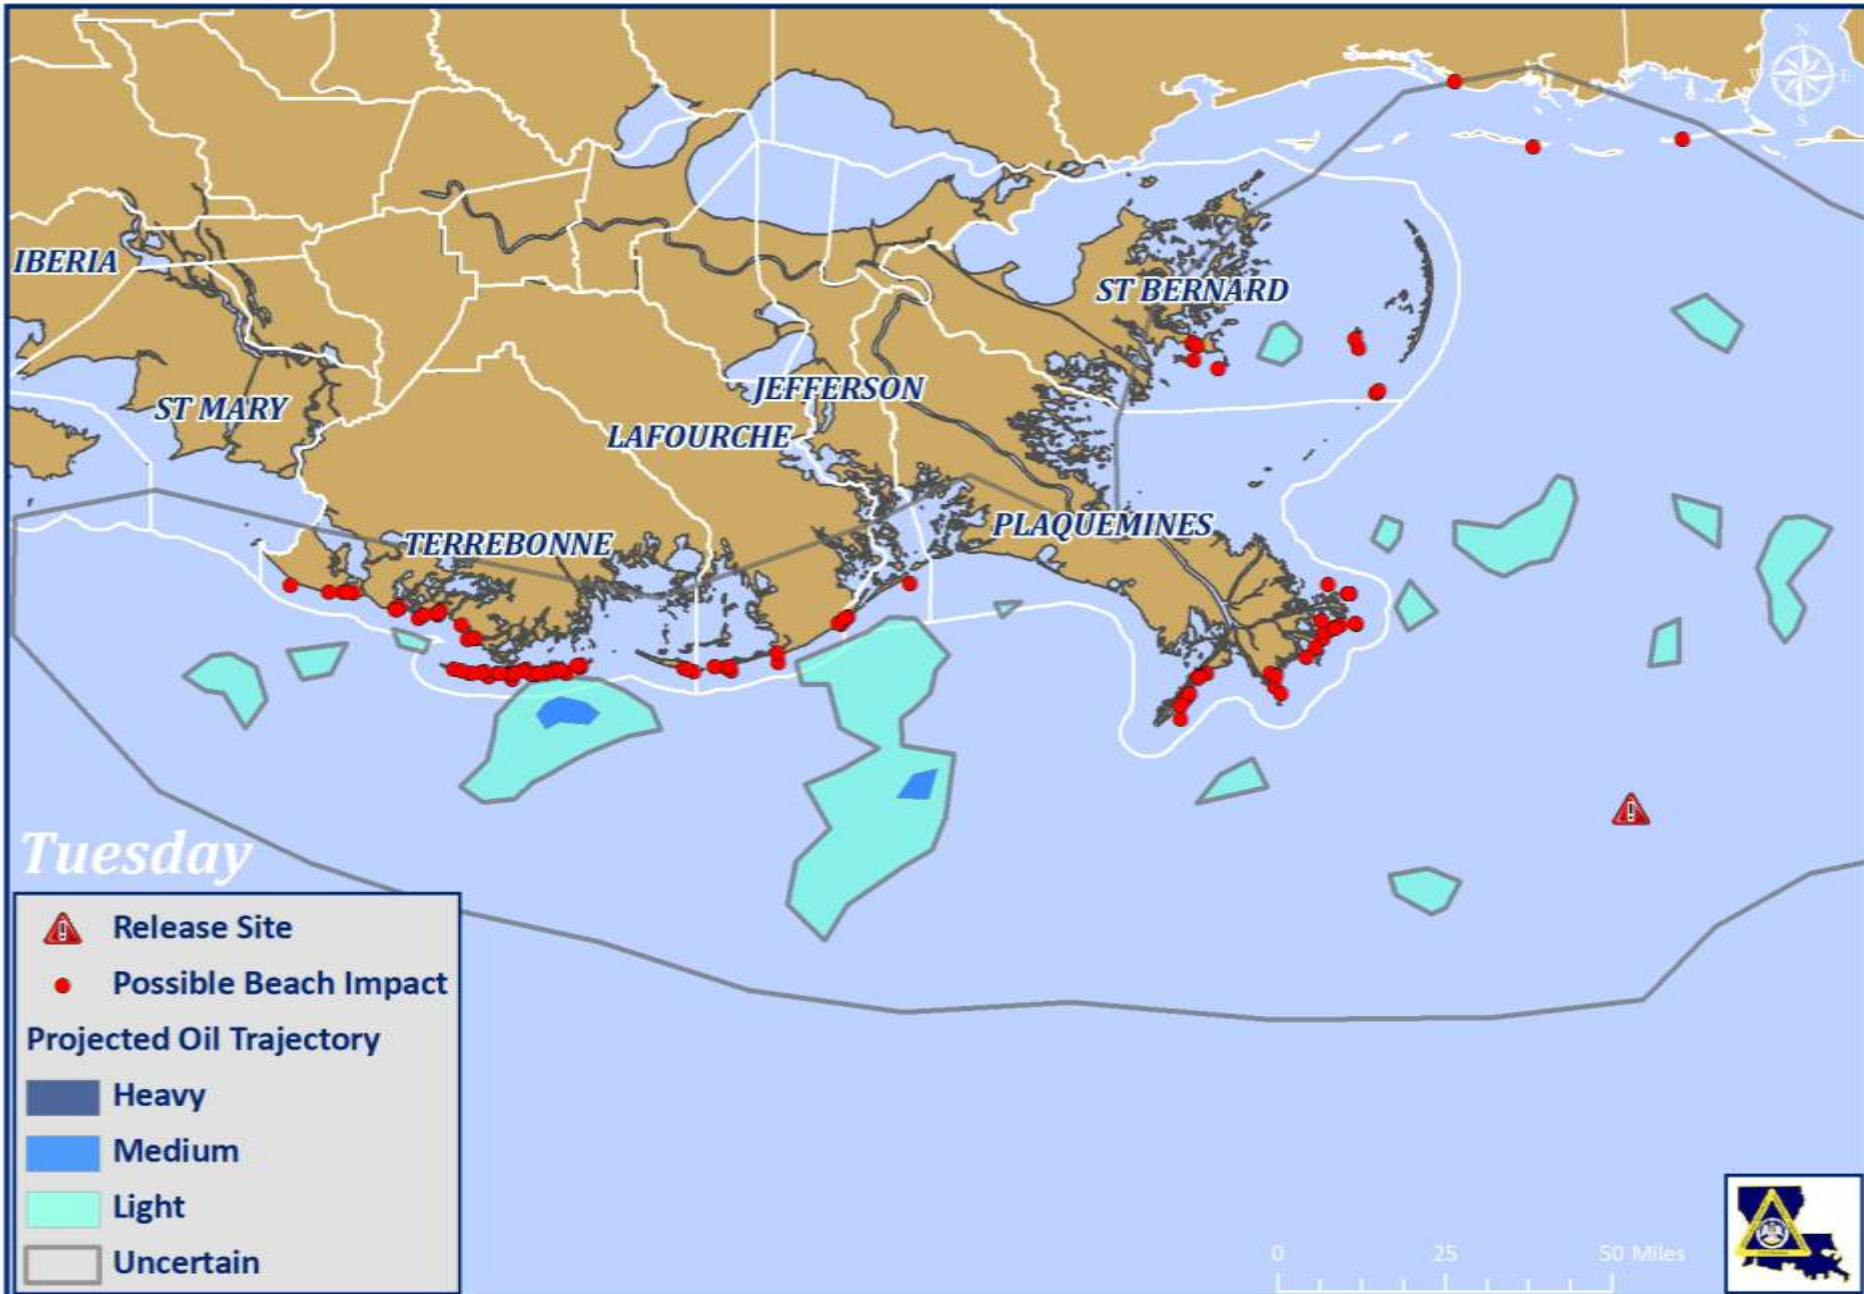 N
W E
S
IBERIA
ST BERNARD
ST MARY
JEFFERSON
LAFOURCHE
PLAQUEMINES
TERREBONNE
Tuesday
Release Site
Possible Beach Impact
Projected Oil Trajectory
Heavy
Medium
Light
Uncertain
0 25 50 Miles